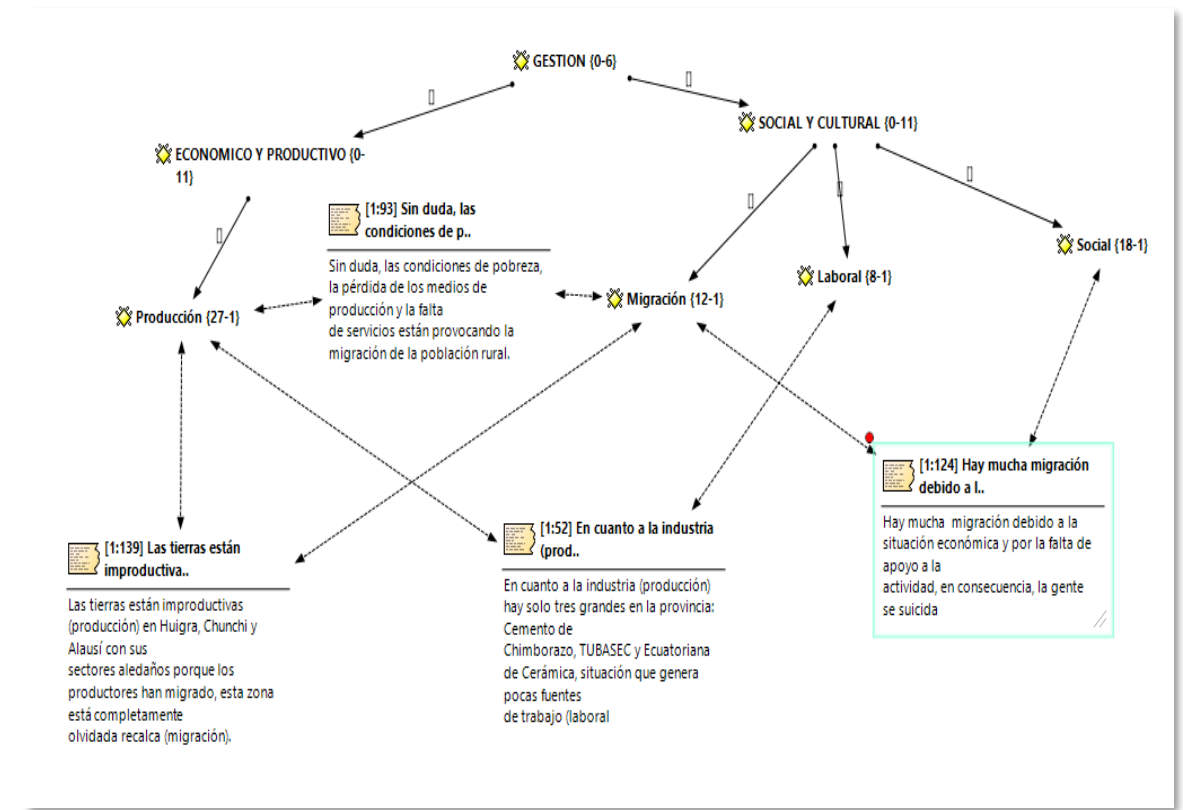 GESTION {0-6}
SOCIAL Y CULTURAL {0-11}
ECONOMICO Y PRODUCTIVO {0-
11}
[1:93] Sin duda, las
condiciones de p..
Sin duda, las condiciones de pobreza,
la pérdida de los medios de
producción y la falta
de servicios están provocando la
migración de la población rural.
Social {18-1}
Laboral {8-1}
Migración {12-1}
Producción {27-1}
[1:139] Las tierras están
improductiva..
Las tierras están improductivas
(producción) en Huigra, Chunchi y
Alausí con sus
sectores aledaños porque los
productores han migrado, esta zona
está completamente
olvidada recalca (migración).
[1:52] En cuanto a la industria
(prod..
En cuanto a la industria (producción)
hay solo tres grandes en la provincia:
Cemento de
Chimborazo, TUBASEC y Ecuatoriana
de Cerámica, situación que genera
pocas fuentes
de trabajo (laboral
[1:124] Hay mucha migración
debido a l..
Hay mucha migración debido a la
situación económica y por la falta de
apoyo a la
actividad, en consecuencia, la gente
se suicida